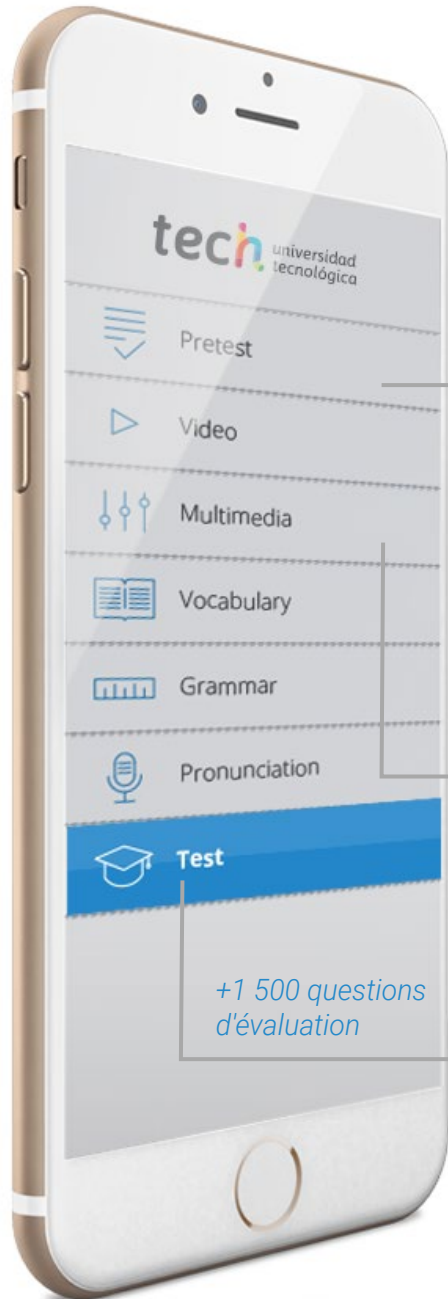 tech universidad
tecnológica
Pretest
Video
Multimedia
Vocabulary
Grammar
Pronunciation
Test
+1 500 questions
d'évaluation